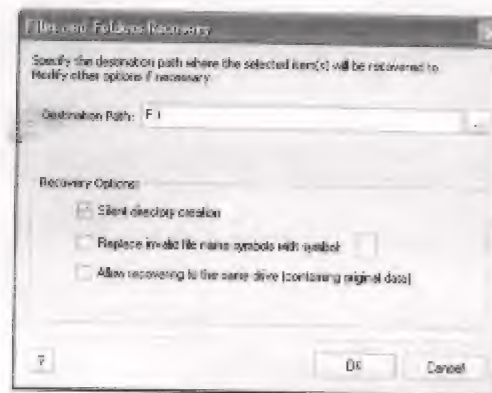 Files and Folders Recovery
Specify the destination path where the selected item(s) will be recovered to.
Modify other options if necessary.
Destination Path: F:\
...
Recovery Options:
Silent directory creation
Replace invalid file name symbols with symbol:
Allow recovering to the same drive (containing original data)
?
OK
Cancel